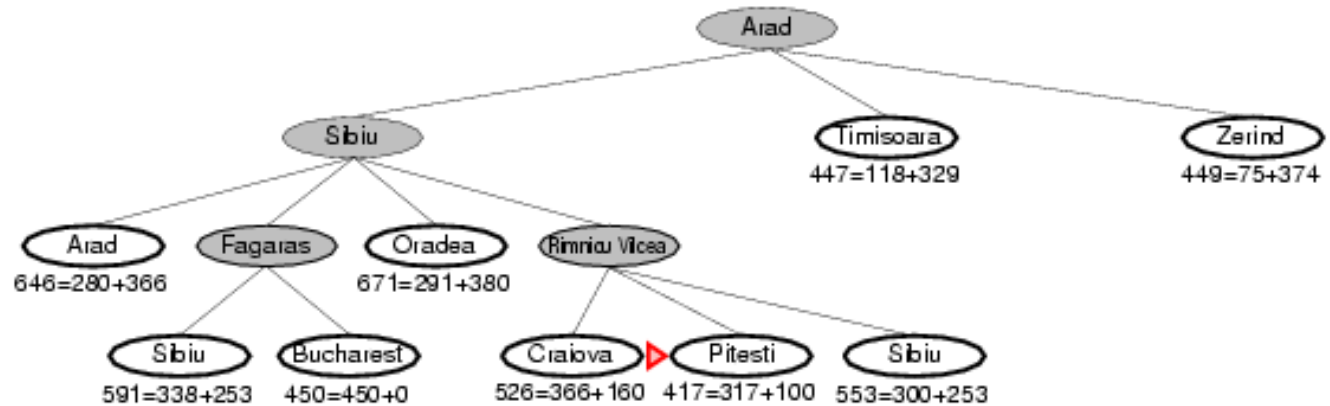 Arad
Sibiu
Timisoara
Zerind
447=118+329
449=75+374
Arad
Fagaras
Oradea
Rimnicu Vilcea
646=280+366
671=291+380
Sibiu
Bucharest
Craiova
Pitesti
Sibiu
591=338+253
450=450+0
526=366+160
417=317+100
553=300+253